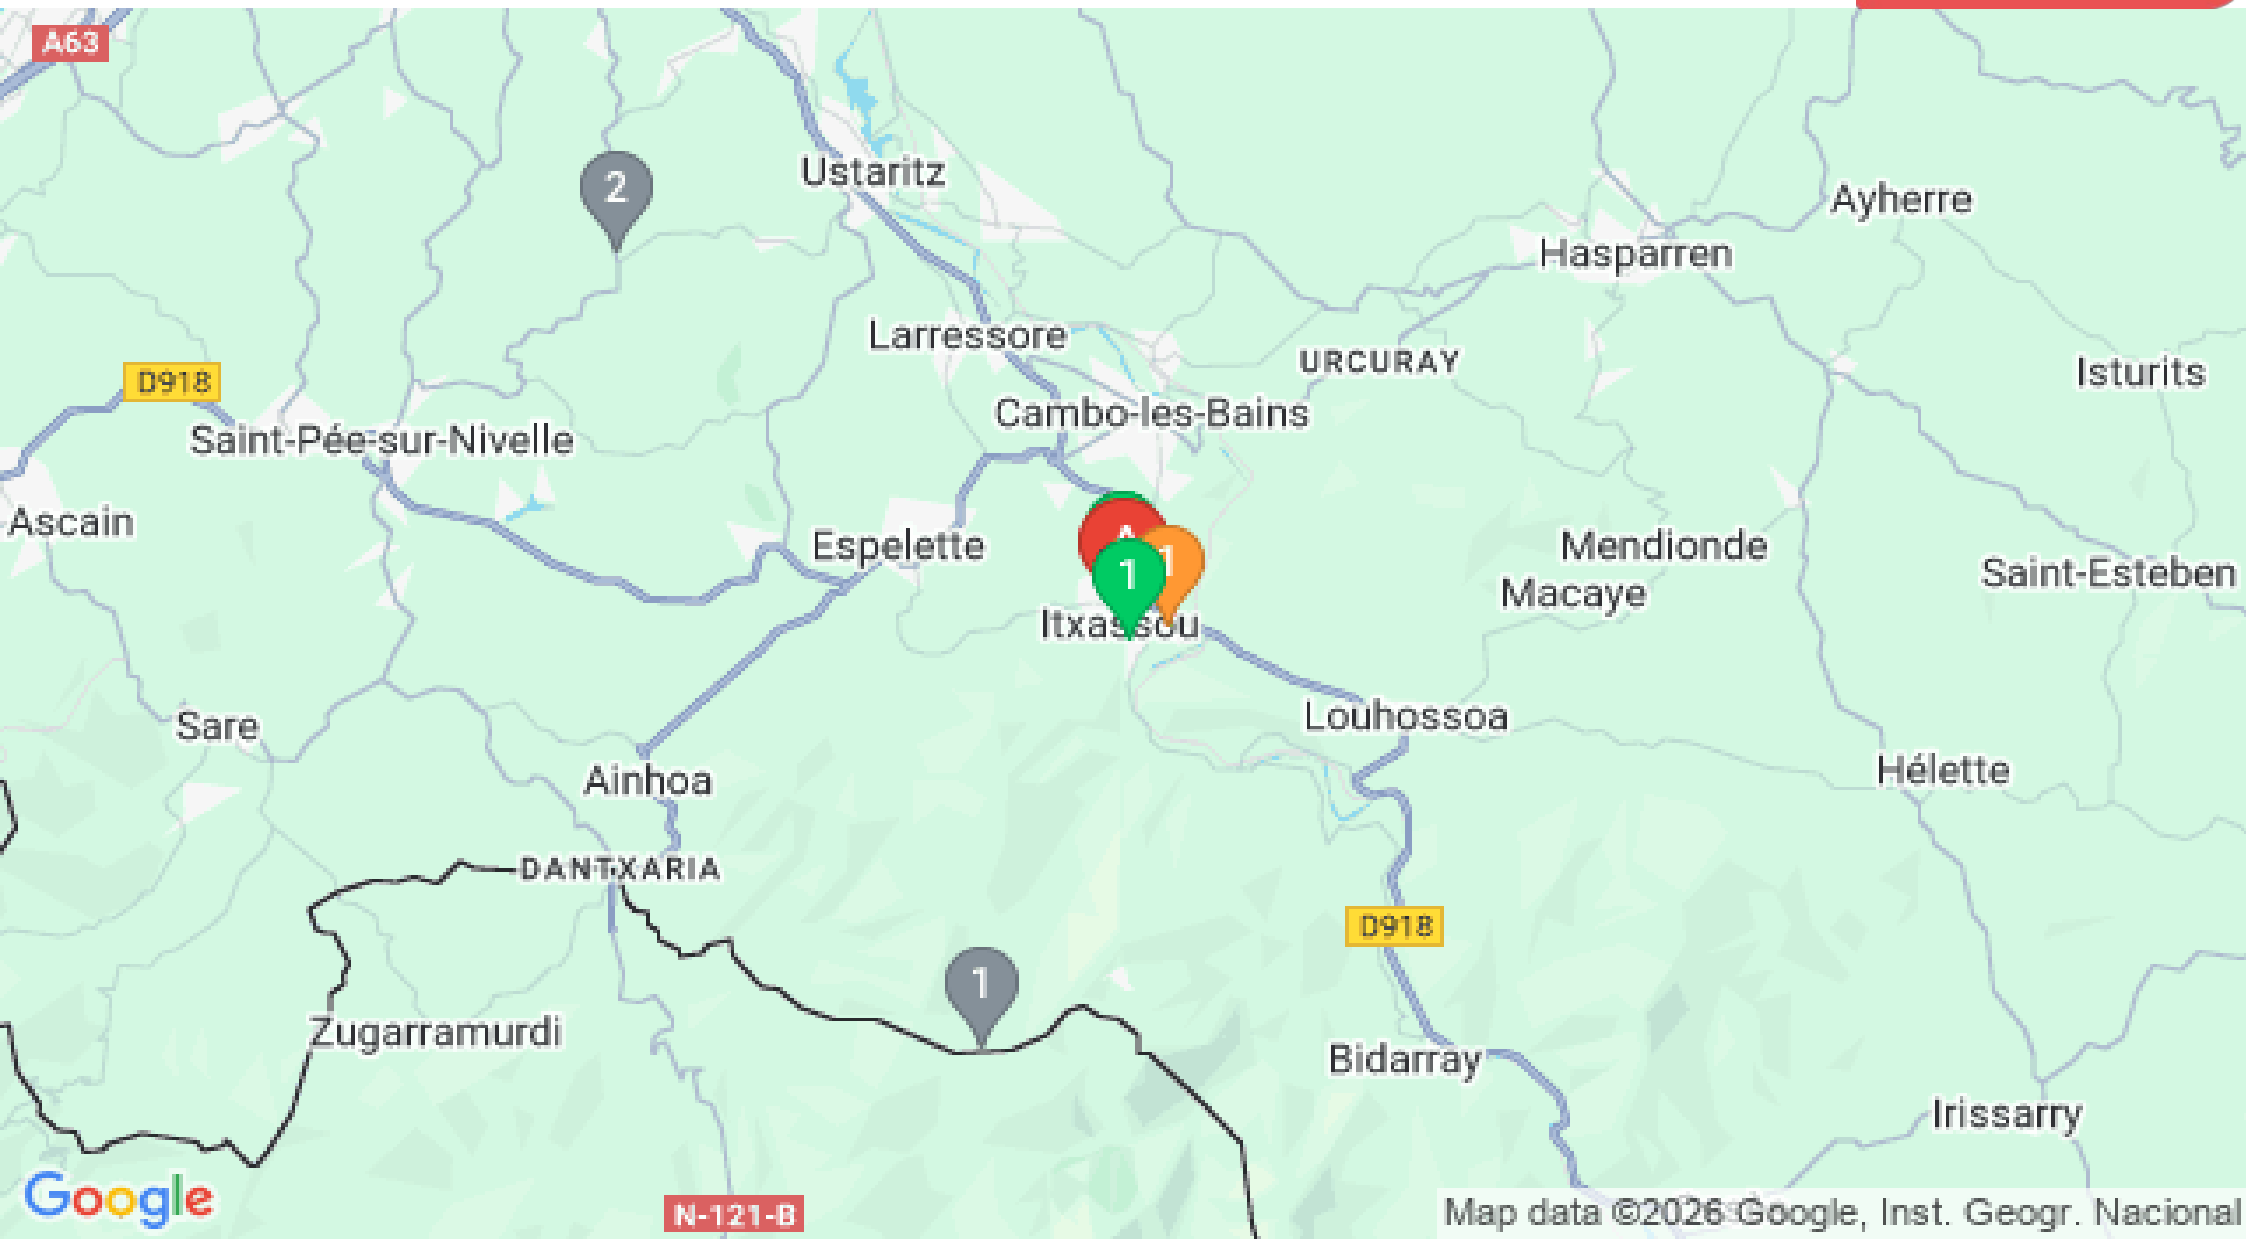 A63
2
Ustaritz
Ayherre
Hasparren
Larressore
URCURAY
Isturits
D918
Cambo-les-Bains
Saint-Pée-sur-Nivelle
Ascain
Espelette
1
1
Mendionde
Saint-Esteben
Macaye
Itxassou
Louhossoa
Sare
Ainhoa
Hélette
DANTXARIA
D918
1
Zugarramurdi
Bidarray
Irissarry
Google
N-121-B
Map data ©2026 Google, Inst. Geogr. Nacional